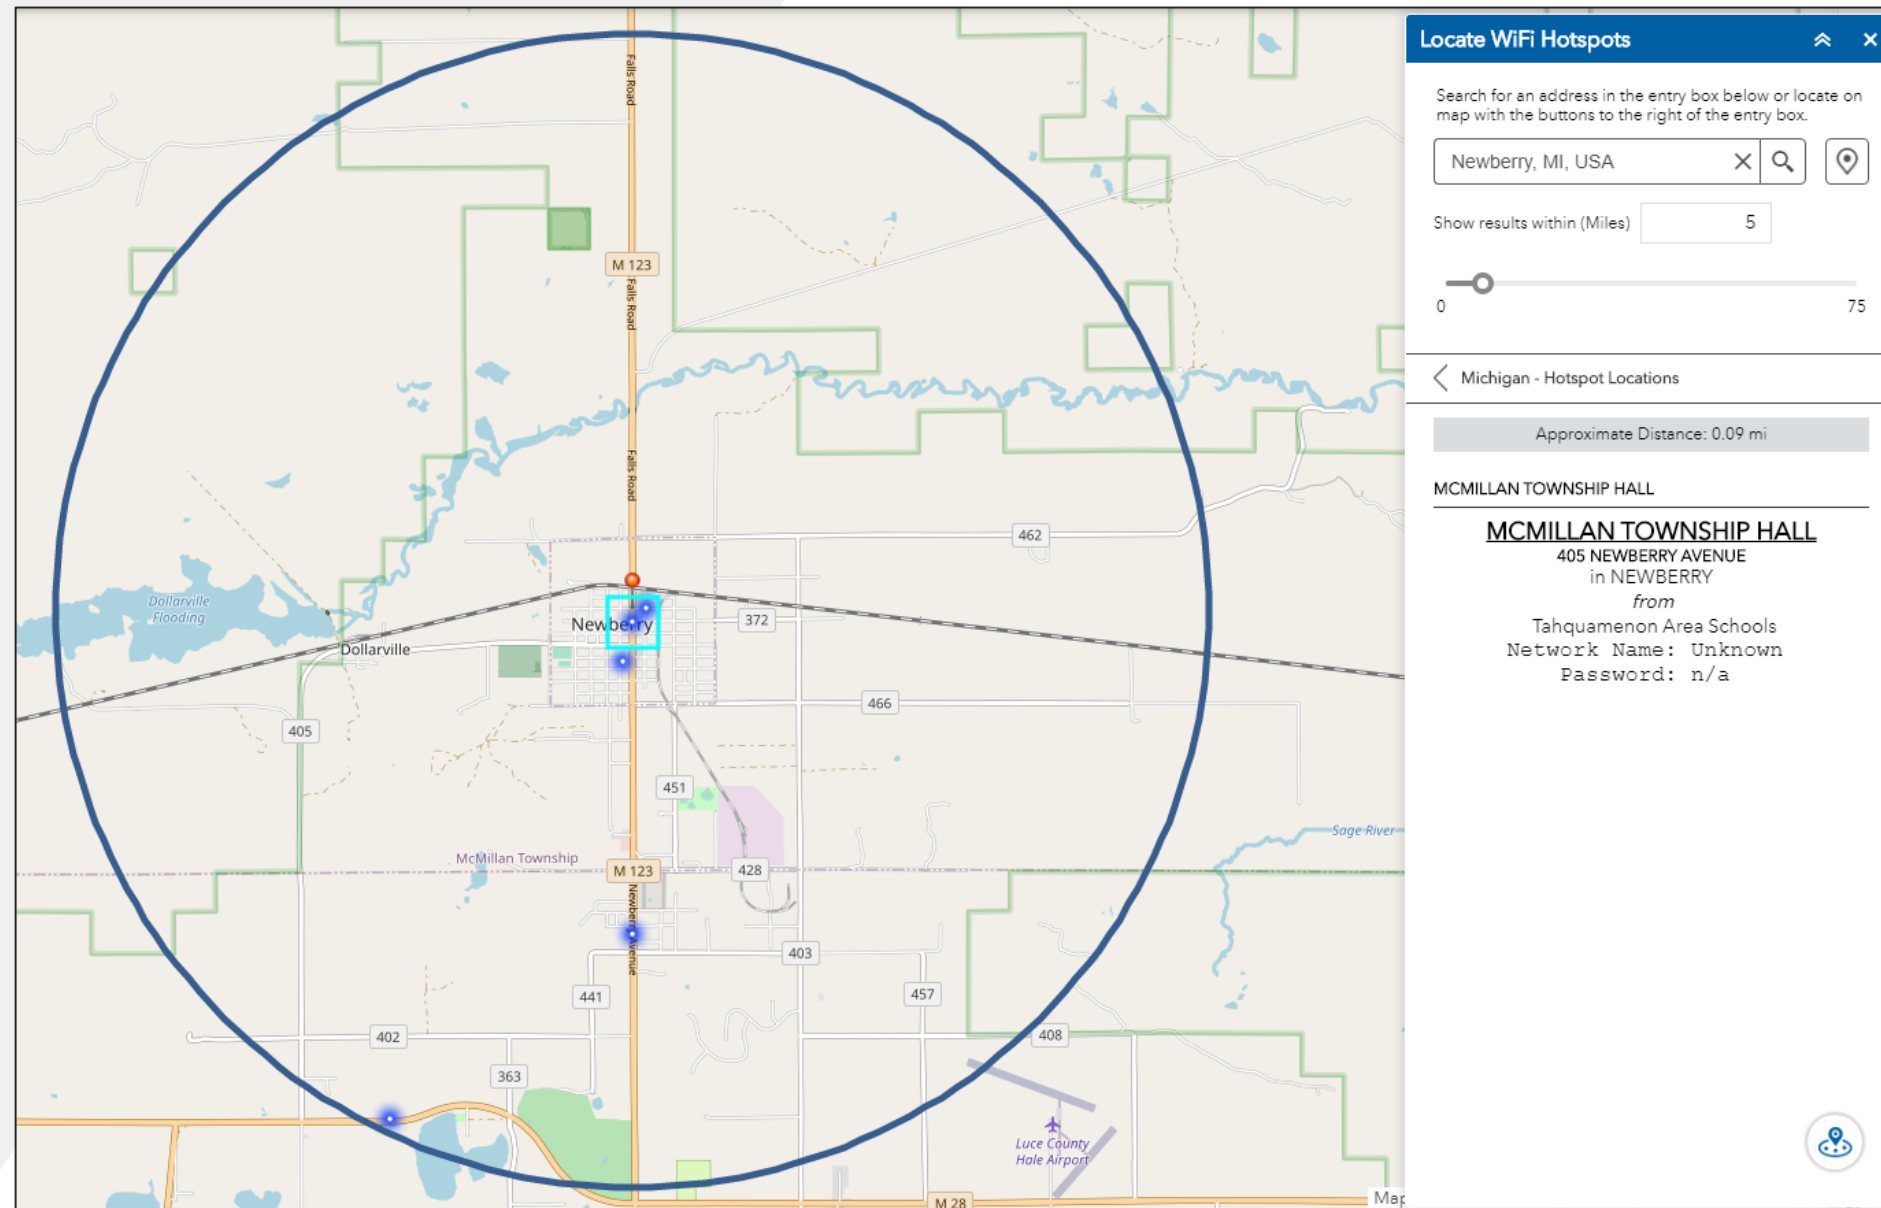 Falls Road
M 123
Falls Road
Falls Road
462
Dollarville
Flooding
Newberry
372
Dollarville
466
405
451
Sage River
McMillan Township
M 123
428
Newberry Avenue
403
441
457
402
408
363
Luce County
Hale Airport
M 28
Map
Locate WiFi Hotspots
Search for an address in the entry box below or locate on
map with the buttons to the right of the entry box.
Newberry, MI, USA
Show results within (Miles) 5
0 75
Michigan - Hotspot Locations
Approximate Distance: 0.09 mi
MCMILLAN TOWNSHIP HALL
MCMILLAN TOWNSHIP HALL
405 NEWBERRY AVENUE
in NEWBERRY
from
Tahquamenon Area Schools
Network Name: Unknown
Password: n/a